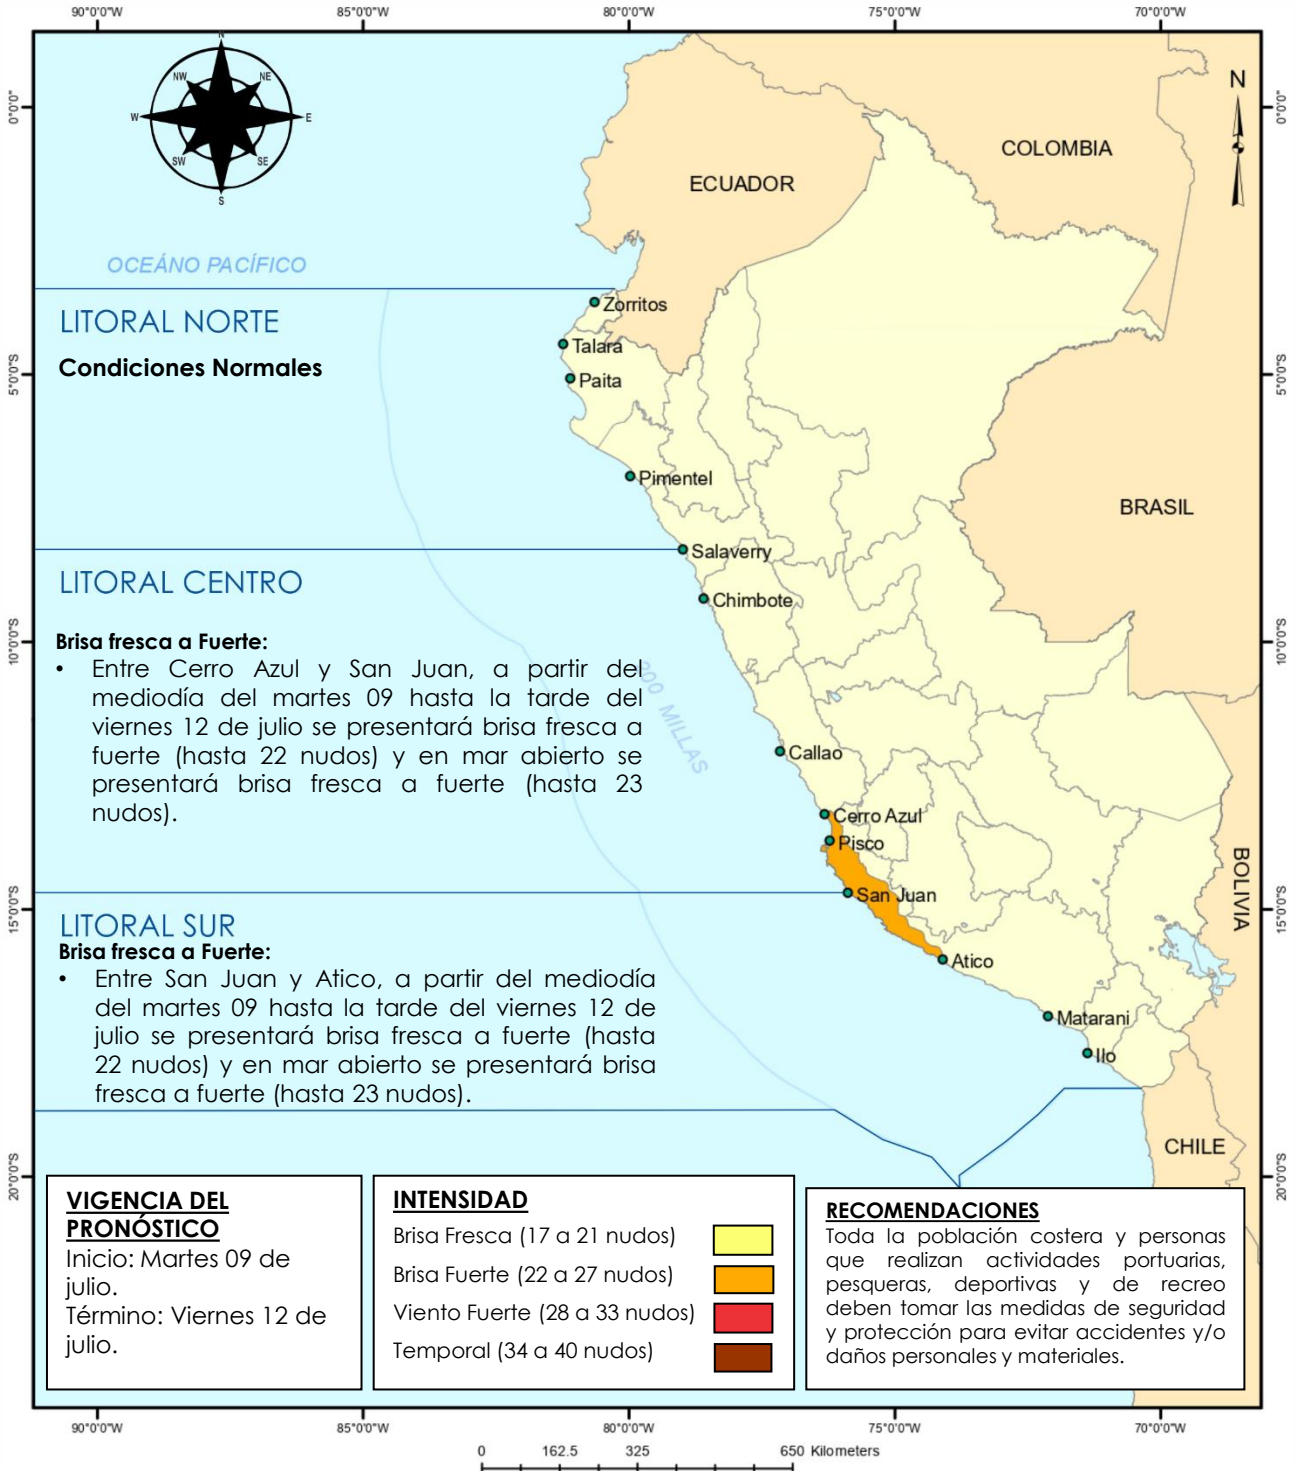 90°0'0"W
85°0'0"W
80°0'0"W
75°0'0"W
70°0'0"W
N
NW
NE
W
E
SW
SE
S
N
0°0'0"
0°0'0"
COLOMBIA
ECUADOR
OCEÁNO PACÍFICO
Zorritos
LITORAL NORTE
Talara
Condiciones Normales
Paita
5°0'0"S
5°0'0"S
Pimentel
BRASIL
Salaverry
LITORAL CENTRO
Chimbote
10°0'0"S
10°0'0"S
Brisa fresca a Fuerte:
• Entre Cerro Azul y San Juan, a partir del
mediodía del martes 09 hasta la tarde del
viernes 12 de julio se presentará brisa fresca a
fuerte (hasta 22 nudos) y en mar abierto se
presentará brisa fresca a fuerte (hasta 23
nudos).
200 MILLAS
Callao
Cerro Azul
Pisco
BOLIVIA
San Juan
15°0'0"S
15°0'0"S
LITORAL SUR
Brisa fresca a Fuerte:
• Entre San Juan y Atico, a partir del mediodía
del martes 09 hasta la tarde del viernes 12 de
julio se presentará brisa fresca a fuerte (hasta
22 nudos) y en mar abierto se presentará brisa
fresca a fuerte (hasta 23 nudos).
Atico
Matarani
Ilo
CHILE
20°0'0"S
20°0'0"S
VIGENCIA DEL
PRONÓSTICO
Inicio: Martes 09 de
julio.
Término: Viernes 12 de
julio.
INTENSIDAD
Brisa Fresca (17 a 21 nudos)
Brisa Fuerte (22 a 27 nudos)
Viento Fuerte (28 a 33 nudos)
Temporal (34 a 40 nudos)
RECOMENDACIONES
Toda la población costera y personas
que realizan actividades portuarias,
pesqueras, deportivas y de recreo
deben tomar las medidas de seguridad
y protección para evitar accidentes y/o
daños personales y materiales.
90°0'0"W
85°0'0"W
80°0'0"W
75°0'0"W
70°0'0"W
0 162.5 325 650 Kilometers